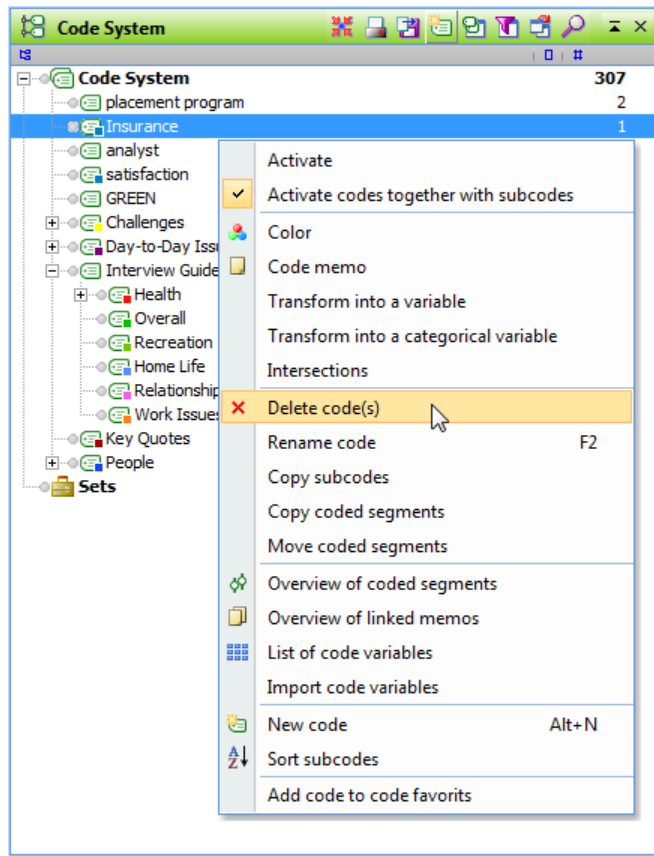 Code System
Code System 307
placement program 2
Insurance 1
analyst
satisfaction
GREEN
Challenges
Day-to-Day Issu
Interview Guide
Health
Overall
Recreation
Home Life
Relationship
Work Issues
Key Quotes
People
Sets
Activate
Activate codes together with subcodes
Color
Code memo
Transform into a variable
Transform into a categorical variable
Intersections
Delete code(s)
Rename code F2
Copy subcodes
Copy coded segments
Move coded segments
Overview of coded segments
Overview of linked memos
List of code variables
Import code variables
New code Alt+N
Sort subcodes
Add code to code favorits